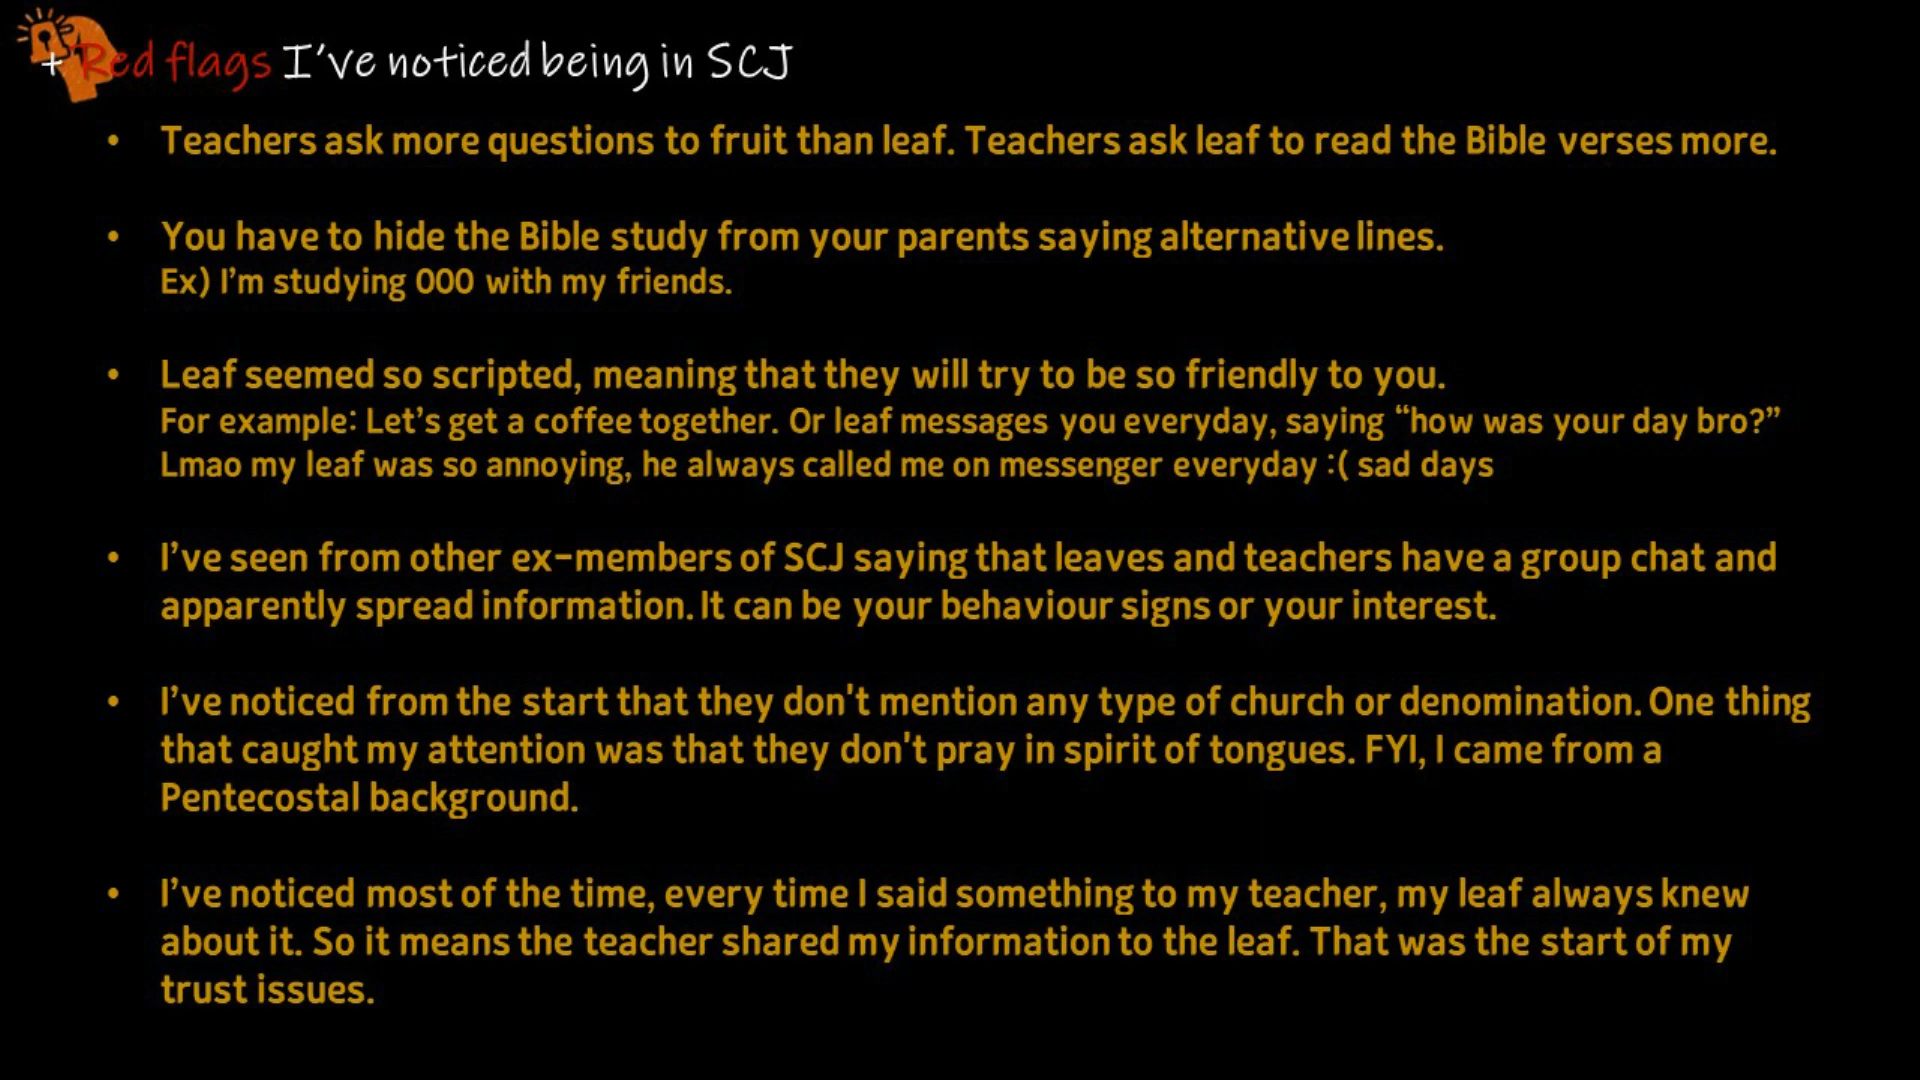 + Red flags I've noticed being in SCJ
• Teachers ask more questions to fruit than leaf. Teachers ask leaf to read the Bible verses more.
• You have to hide the Bible study from your parents saying alternative lines.
Ex) I'm studying OOO with my friends.
• Leaf seemed so scripted, meaning that they will try to be so friendly to you.
For example: Let's get a coffee together. Or leaf messages you everyday, saying “how was your day bro?”
Lmao my leaf was so annoying, he always called me on messenger everyday :( sad days
• I've seen from other ex-members of SCJ saying that leaves and teachers have a group chat and
apparently spread information. It can be your behaviour signs or your interest.
• I've noticed from the start that they don't mention any type of church or denomination. One thing
that caught my attention was that they don't pray in spirit of tongues. FYI, I came from a
Pentecostal background.
• I've noticed most of the time, every time I said something to my teacher, my leaf always knew
about it. So it means the teacher shared my information to the leaf. That was the start of my
trust issues.